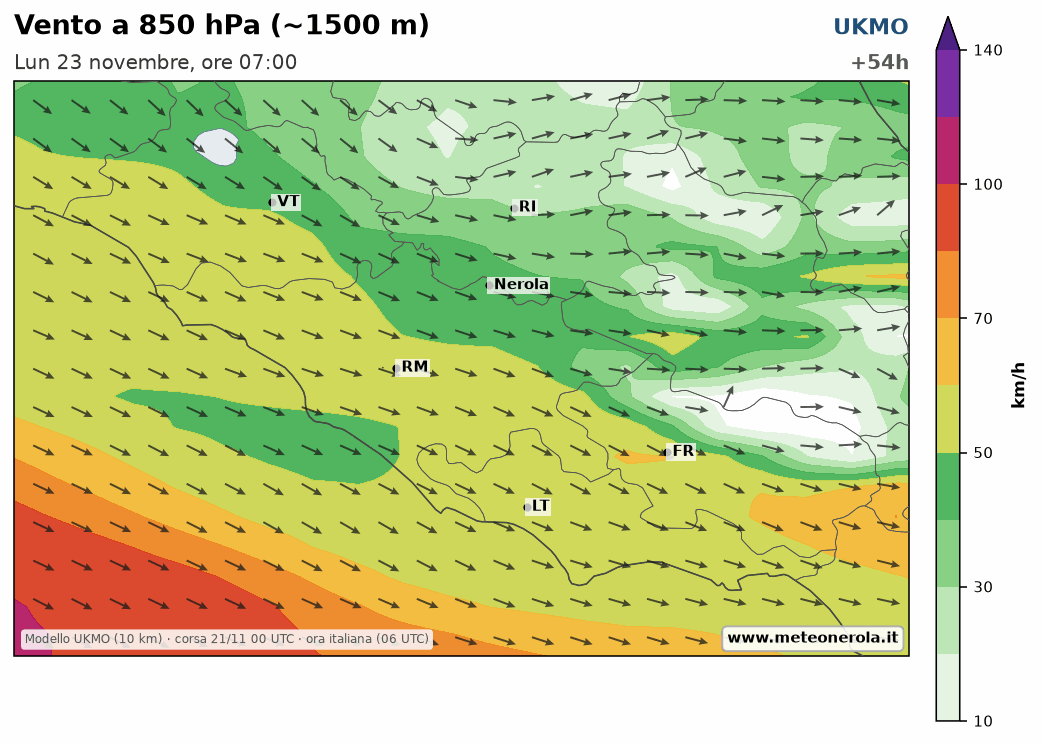 Vento a 850 hPa (~1500 m)
UKMO
Lun 23 novembre, ore 07:00
+54h
140
100
70
50
30
10
km/h
VT
RI
Nerola
RM
FR
LT
Modello UKMO (10 km) · corsa 21/11 00 UTC · ora italiana (06 UTC)
www.meteonerola.it